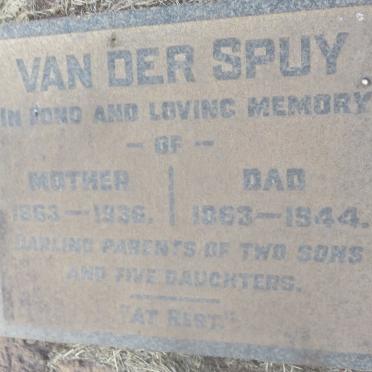 VAN DER SPUY
IN FOND AND LOVING MEMORY
- OF -
MOTHER | DAD
1863-1936. | 1863-1944.
DARLING PARENTS OF TWO SONS
AND FIVE DAUGHTERS.
"AT REST."